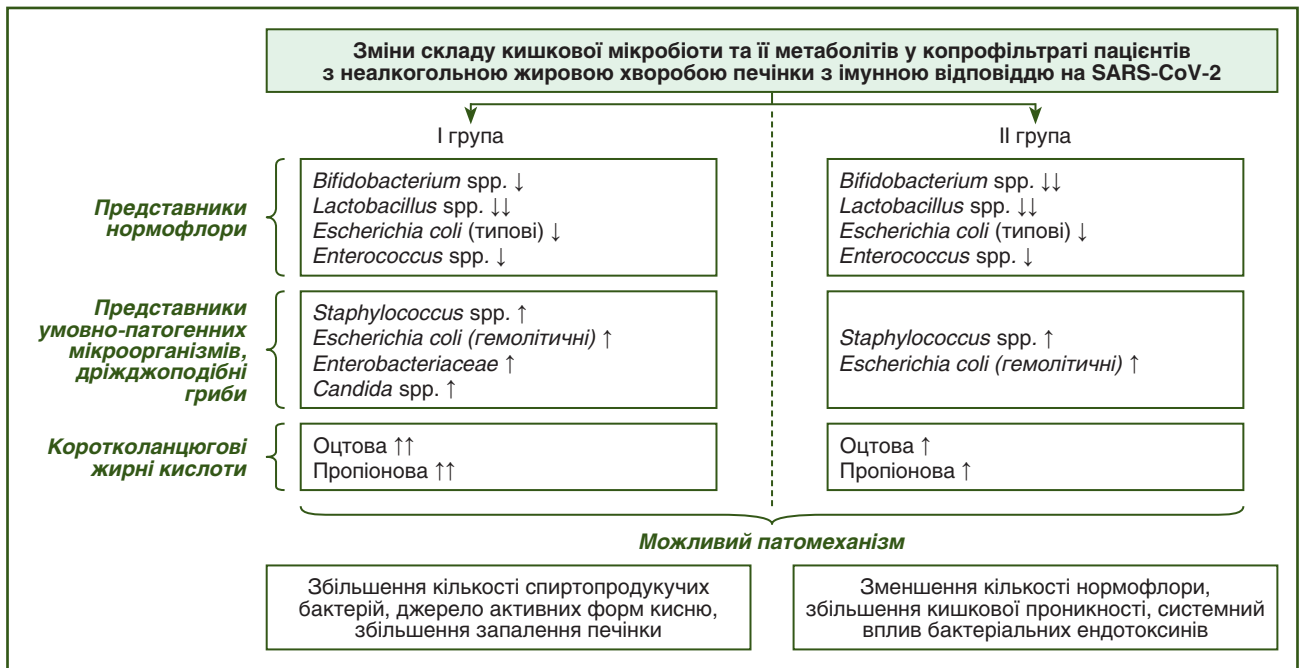 Зміни складу кишкової мікробіоти та її метаболітів у копрофільтраті пацієнтів
з неалкогольною жировою хворобою печінки з імунною відповіддю на SARS-CoV-2
І група
ІІ група
Представники
нормофлори
Bifidobacterium spp. ↓
Lactobacillus spp. ↓↓
Escherichia coli (типові) ↓
Enterococcus spp. ↓
Bifidobacterium spp. ↓↓
Lactobacillus spp. ↓↓
Escherichia coli (типові) ↓
Enterococcus spp. ↓
Представники
умовно-патогенних
мікроорганізмів,
дріжджоподібні
гриби
Staphylococcus spp. ↑
Escherichia coli (гемолітичні) ↑
Enterobacteriaceae ↑
Candida spp. ↑
Staphylococcus spp. ↑
Escherichia coli (гемолітичні) ↑
Коротколанцюгові
жирні кислоти
Оцтова ↑↑
Пропіонова ↑↑
Оцтова ↑
Пропіонова ↑
Можливий патомеханізм
Збільшення кількості спиртопродукучих
бактерій, джерело активних форм кисню,
збільшення запалення печінки
Зменшення кількості нормофлори,
збільшення кишкової проникності, системний
вплив бактеріальних ендотоксинів